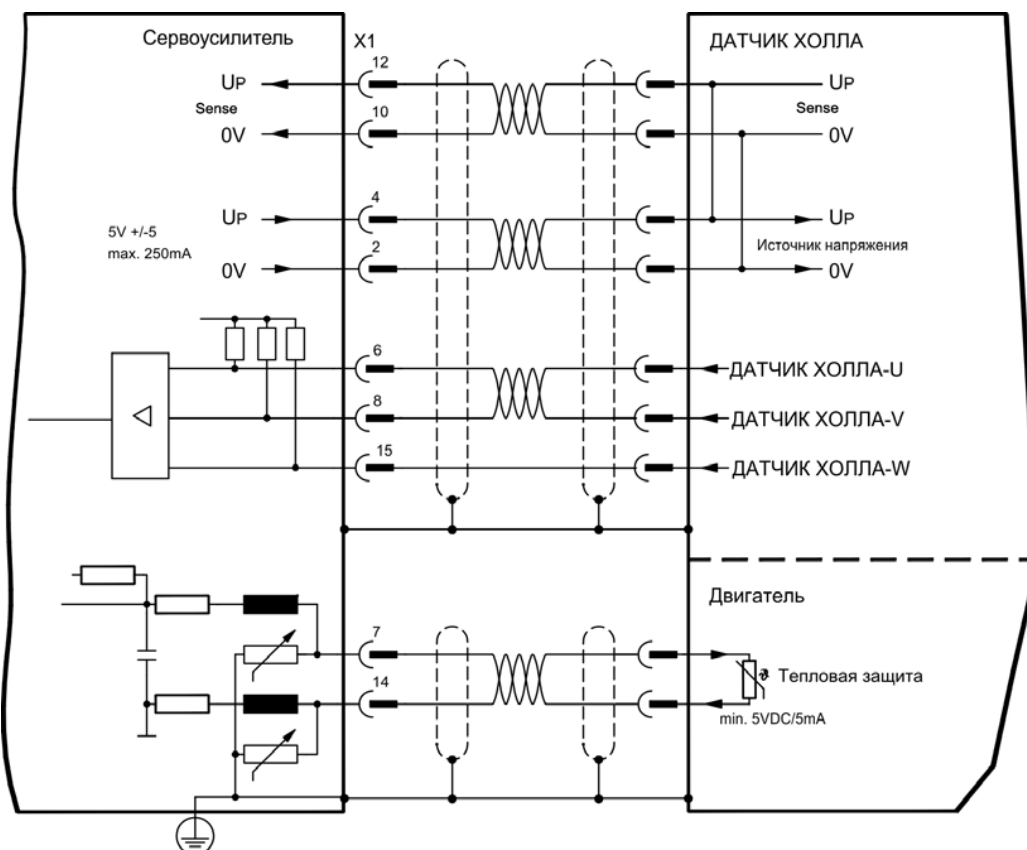 Сервоусилитель
X1
ДАТЧИК ХОЛЛА
12
UP
UP
Sense
10
Sense
0V
0V
4
UP
UP
5V +/-5
max. 250mA
2
Источник напряжения
0V
0V
6
ДАТЧИК ХОЛЛА-U
8
ДАТЧИК ХОЛЛА-V
15
ДАТЧИК ХОЛЛА-W
Двигатель
7
14
ϑ Тепловая защита
min. 5VDC/5mA